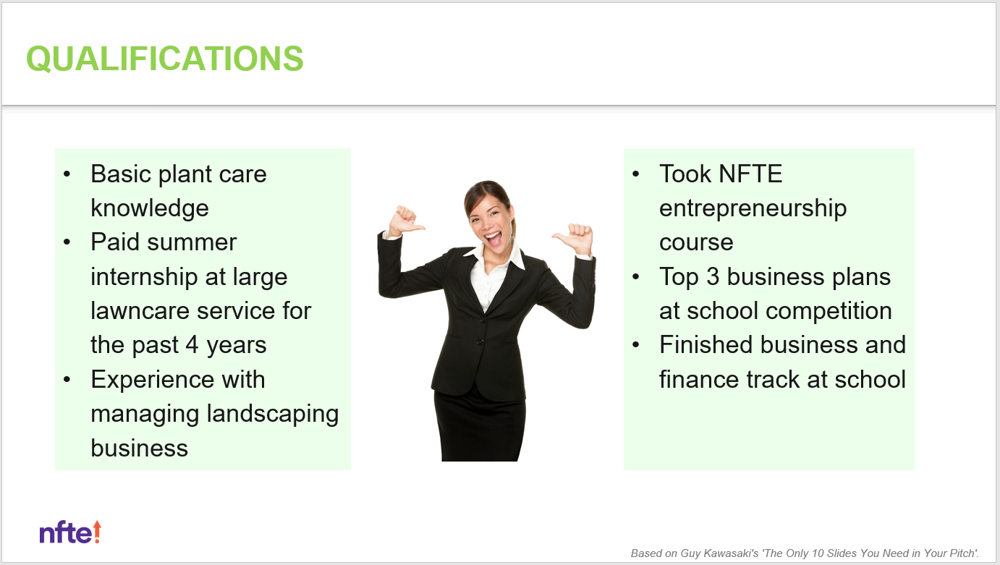 QUALIFICATIONS
• Basic plant care
knowledge
• Paid summer
internship at large
lawncare service for
the past 4 years
• Experience with
managing landscaping
business
• Took NFTE
entrepreneurship
course
• Top 3 business plans
at school competition
• Finished business and
finance track at school
nfte!
Based on Guy Kawasaki's 'The Only 10 Slides You Need in Your Pitch'.